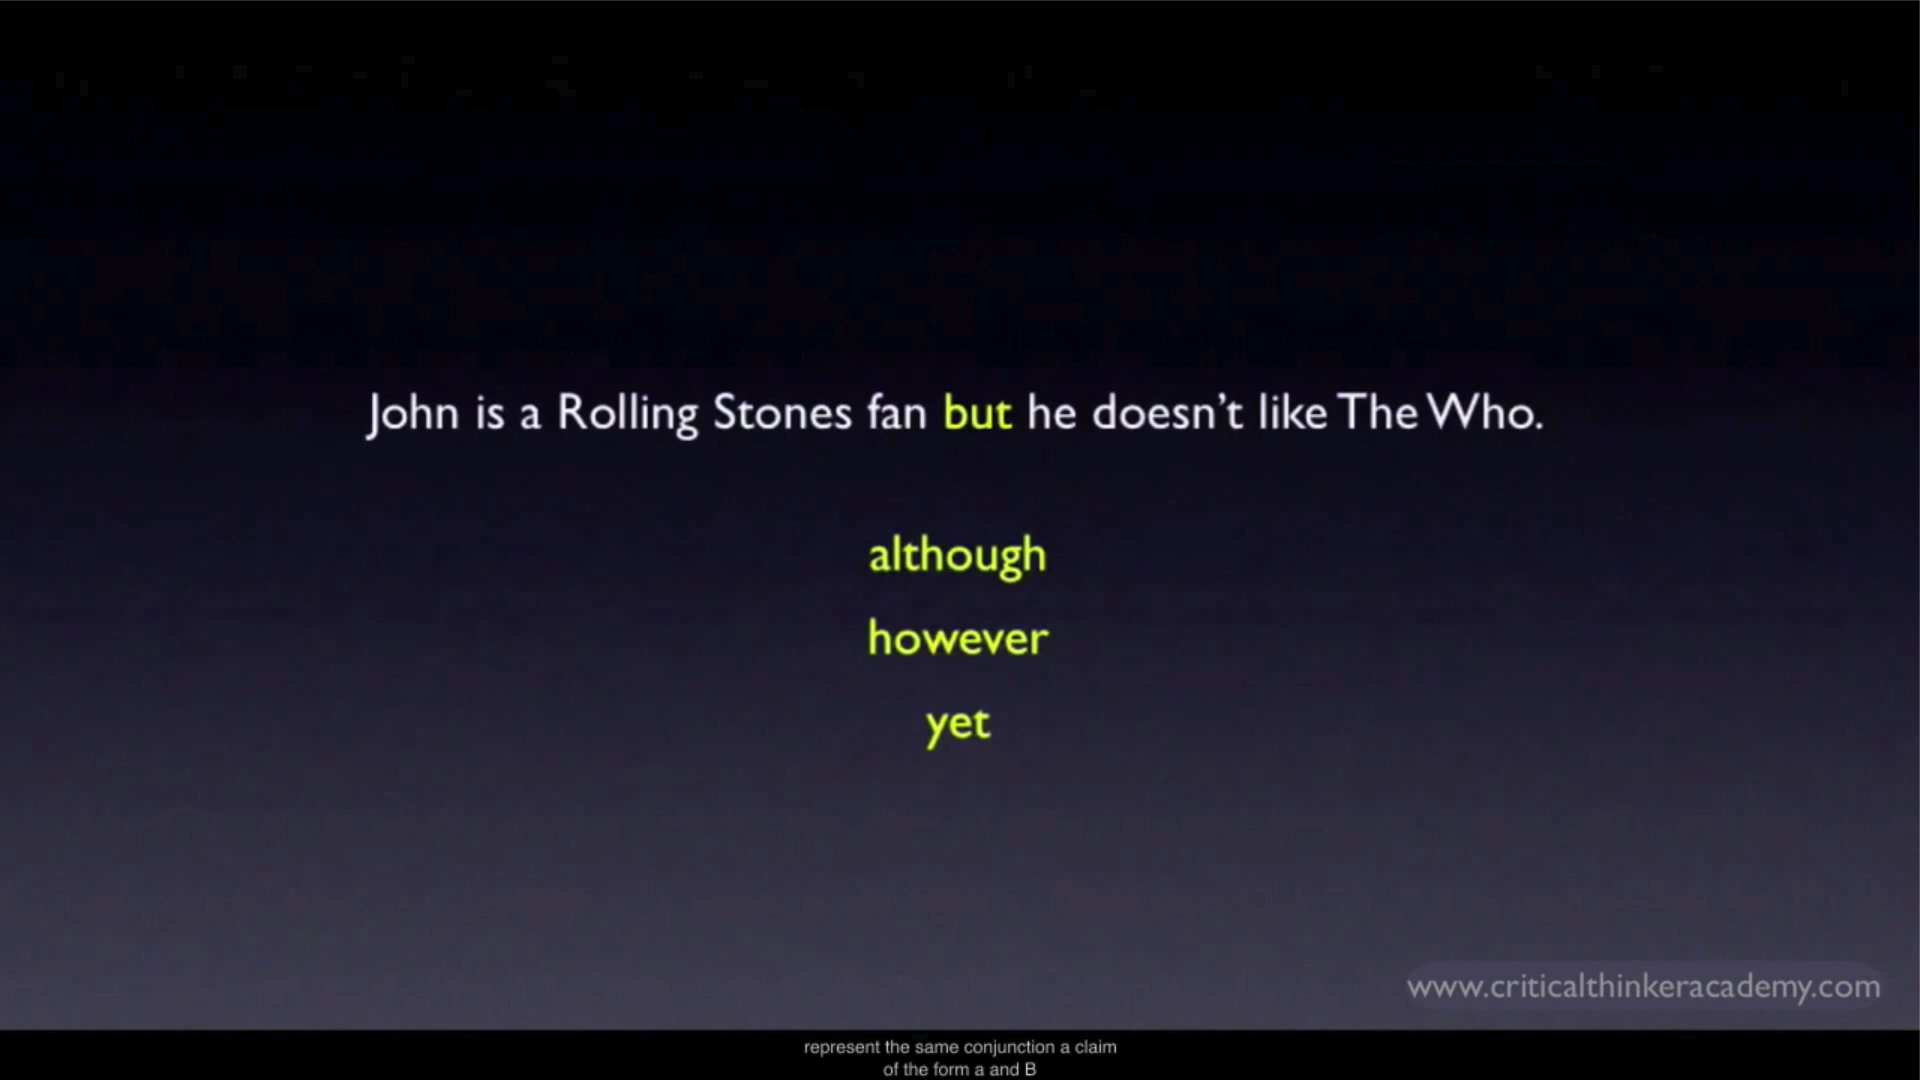 John is a Rolling Stones fan but he doesn’t like The Who.
although
however
yet
www.criticalthinkeracademy.com
represent the same conjunction a claim
of the form a and B